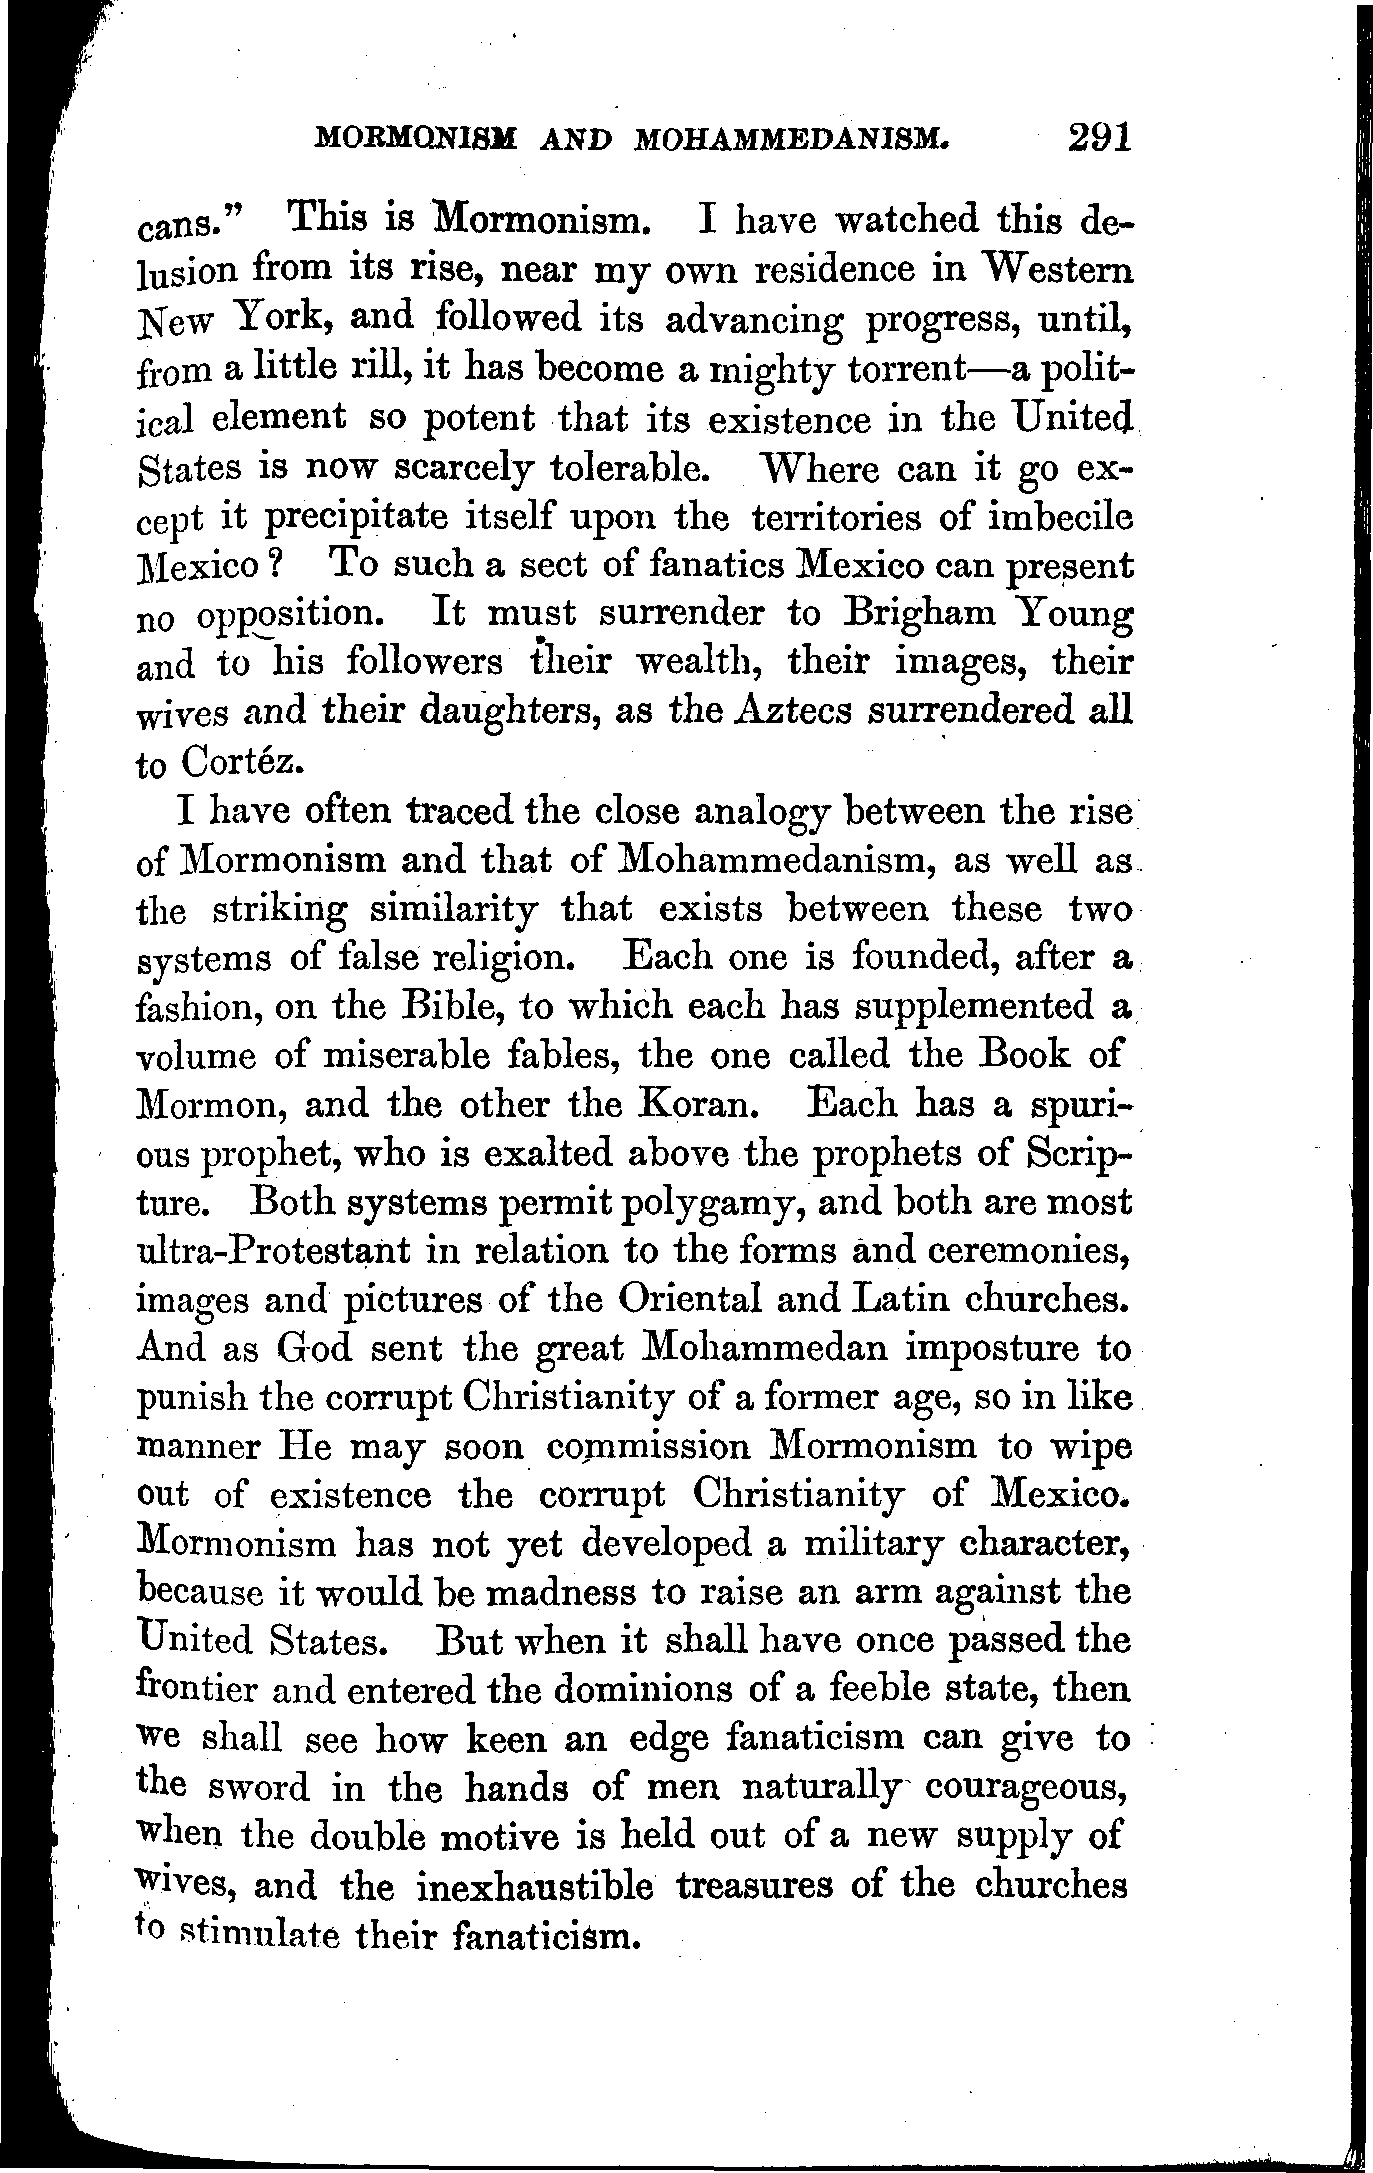 MORMONISM AND MOHAMMEDANISM. 291
cans." This is Mormonism. I have watched this de-
lusion from its rise, near my own residence in Western
New York, and followed its advancing progress, until,
from a little rill, it has become a mighty torrent—a polit-
ical element so potent that its existence in the United
States is now scarcely tolerable. Where can it go ex-
cept it precipitate itself upon the territories of imbecile
Mexico? To such a sect of fanatics Mexico can present
no opposition. It must surrender to Brigham Young
and to his followers their wealth, their images, their
wives and their daughters, as the Aztecs surrendered all
to Cortéz.
I have often traced the close analogy between the rise
of Mormonism and that of Mohammedanism, as well as
the striking similarity that exists between these two
systems of false religion. Each one is founded, after a
fashion, on the Bible, to which each has supplemented a
volume of miserable fables, the one called the Book of
Mormon, and the other the Koran. Each has a spuri-
ous prophet, who is exalted above the prophets of Scrip-
ture. Both systems permit polygamy, and both are most
ultra-Protestant in relation to the forms and ceremonies,
images and pictures of the Oriental and Latin churches.
And as God sent the great Mohammedan imposture to
punish the corrupt Christianity of a former age, so in like
manner He may soon commission Mormonism to wipe
out of existence the corrupt Christianity of Mexico.
Mormonism has not yet developed a military character,
because it would be madness to raise an arm against the
United States. But when it shall have once passed the
frontier and entered the dominions of a feeble state, then
we shall see how keen an edge fanaticism can give to
the sword in the hands of men naturally courageous,
when the double motive is held out of a new supply of
wives, and the inexhaustible treasures of the churches
to stimulate their fanaticism.